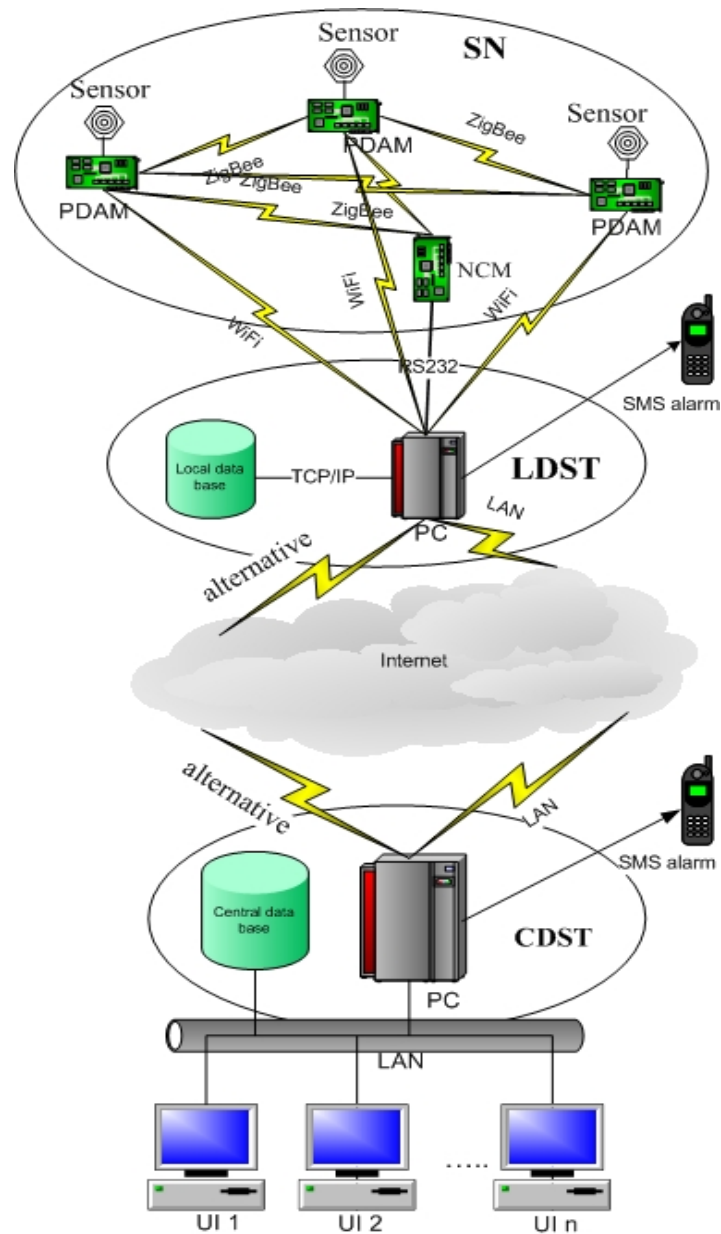 Sensor
SN
Sensor
Sensor
ZigBee
PDAM
ZigBee
ZigBee
PDAM
ZigBee
PDAM
NCM
WiFi
WiFi
WiFi
RS232
SMS alarm
Local data
base
TCP/IP
LDST
LAN
PC
alternative
Internet
alternative
LAN
SMS alarm
Central data
base
CDST
PC
LAN
.....
UI 1
UI 2
UI n